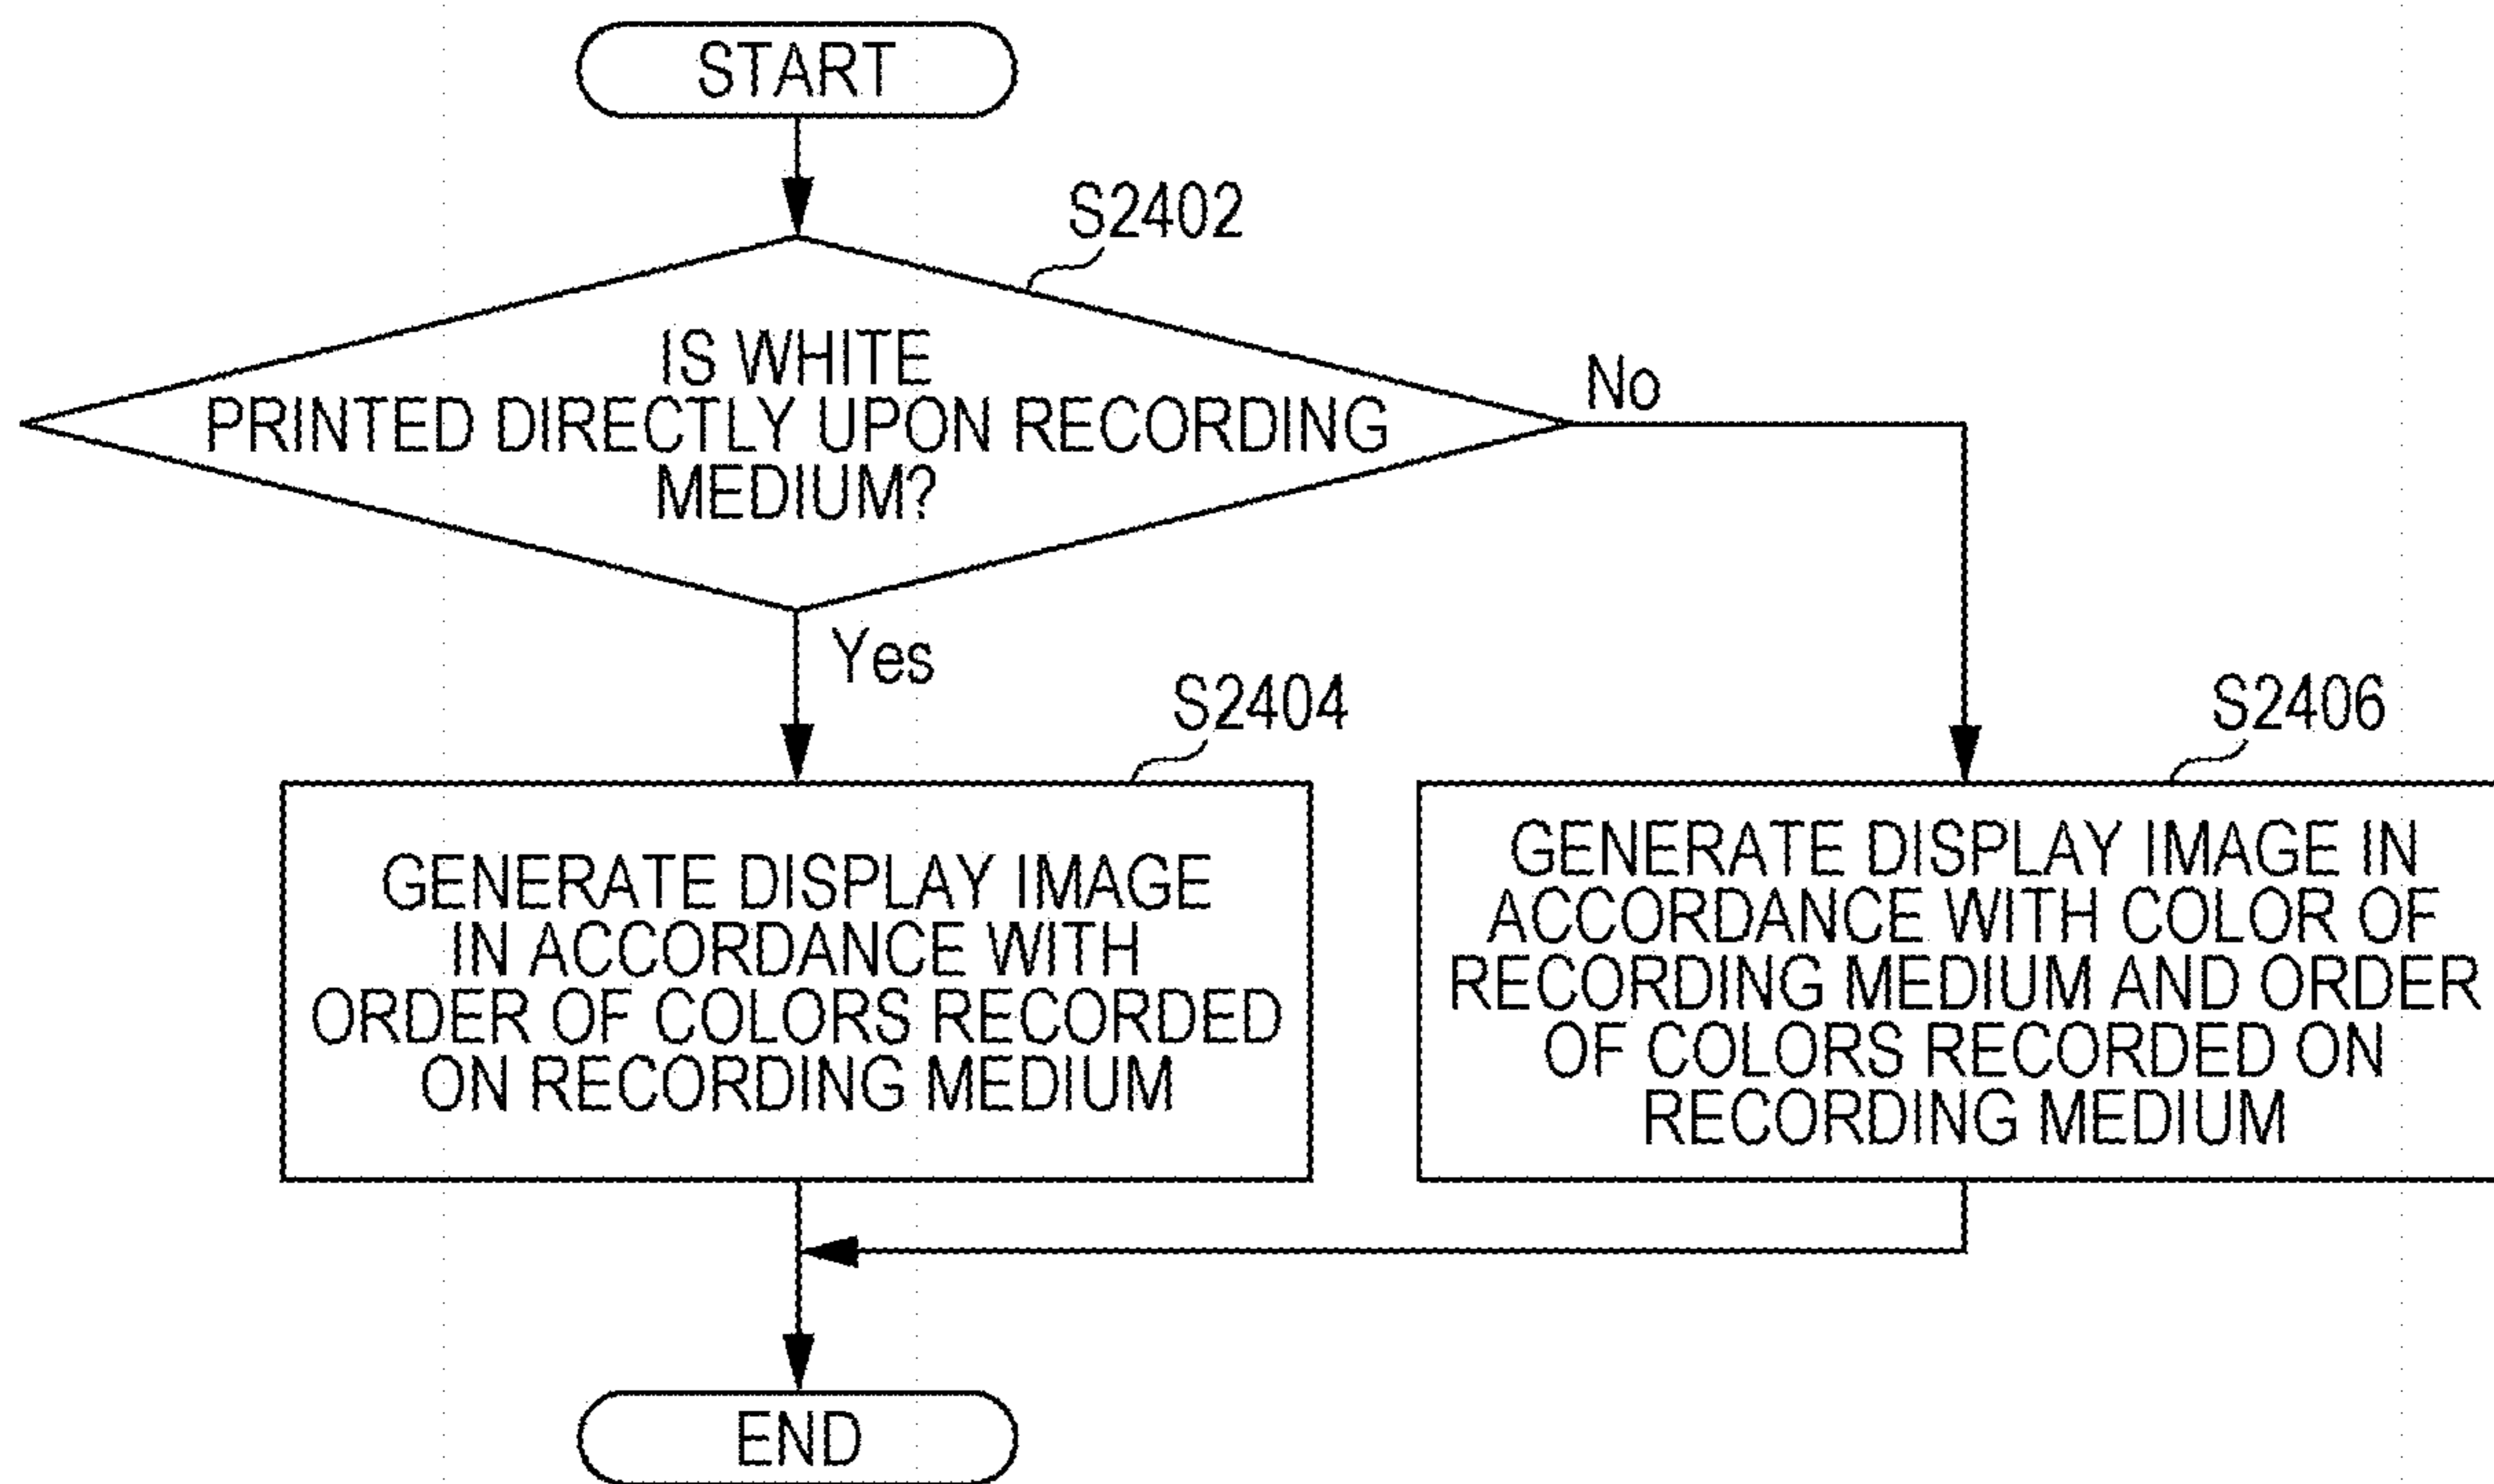 START
S2402
IS WHITE
PRINTED DIRECTLY UPON RECORDING
MEDIUM?
No
Yes
S2404
GENERATE DISPLAY IMAGE
IN ACCORDANCE WITH
ORDER OF COLORS RECORDED
ON RECORDING MEDIUM
S2406
GENERATE DISPLAY IMAGE IN
ACCORDANCE WITH COLOR OF
RECORDING MEDIUM AND ORDER
OF COLORS RECORDED ON
RECORDING MEDIUM
END